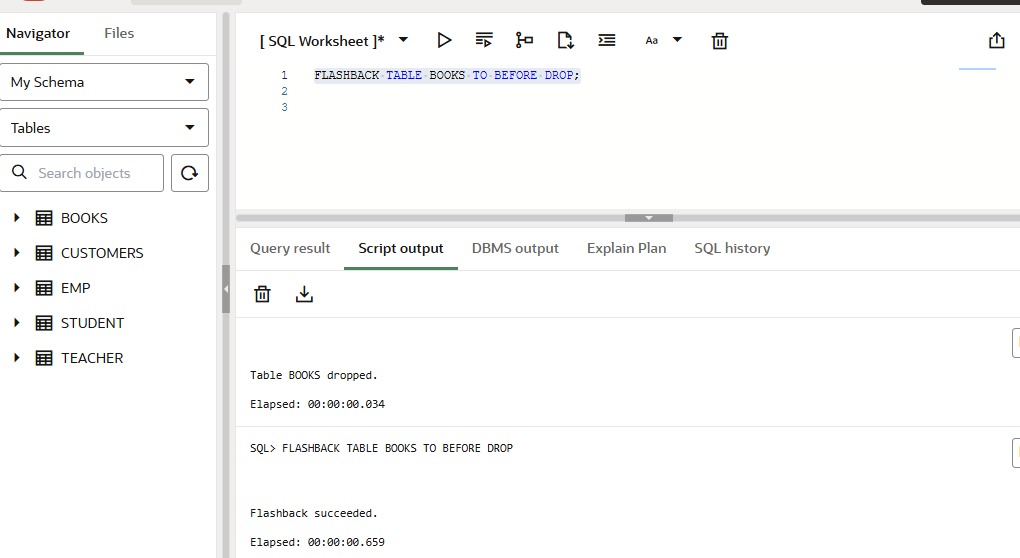 Navigator Files
My Schema
Tables
Search objects
BOOKS
CUSTOMERS
EMP
STUDENT
TEACHER
[ SQL Worksheet ]* Aa
1 FLASHBACK TABLE BOOKS TO BEFORE DROP;
2
3
Query result Script output DBMS output Explain Plan SQL history
Table BOOKS dropped.
Elapsed: 00:00:00.034
SQL> FLASHBACK TABLE BOOKS TO BEFORE DROP
Flashback succeeded.
Elapsed: 00:00:00.659